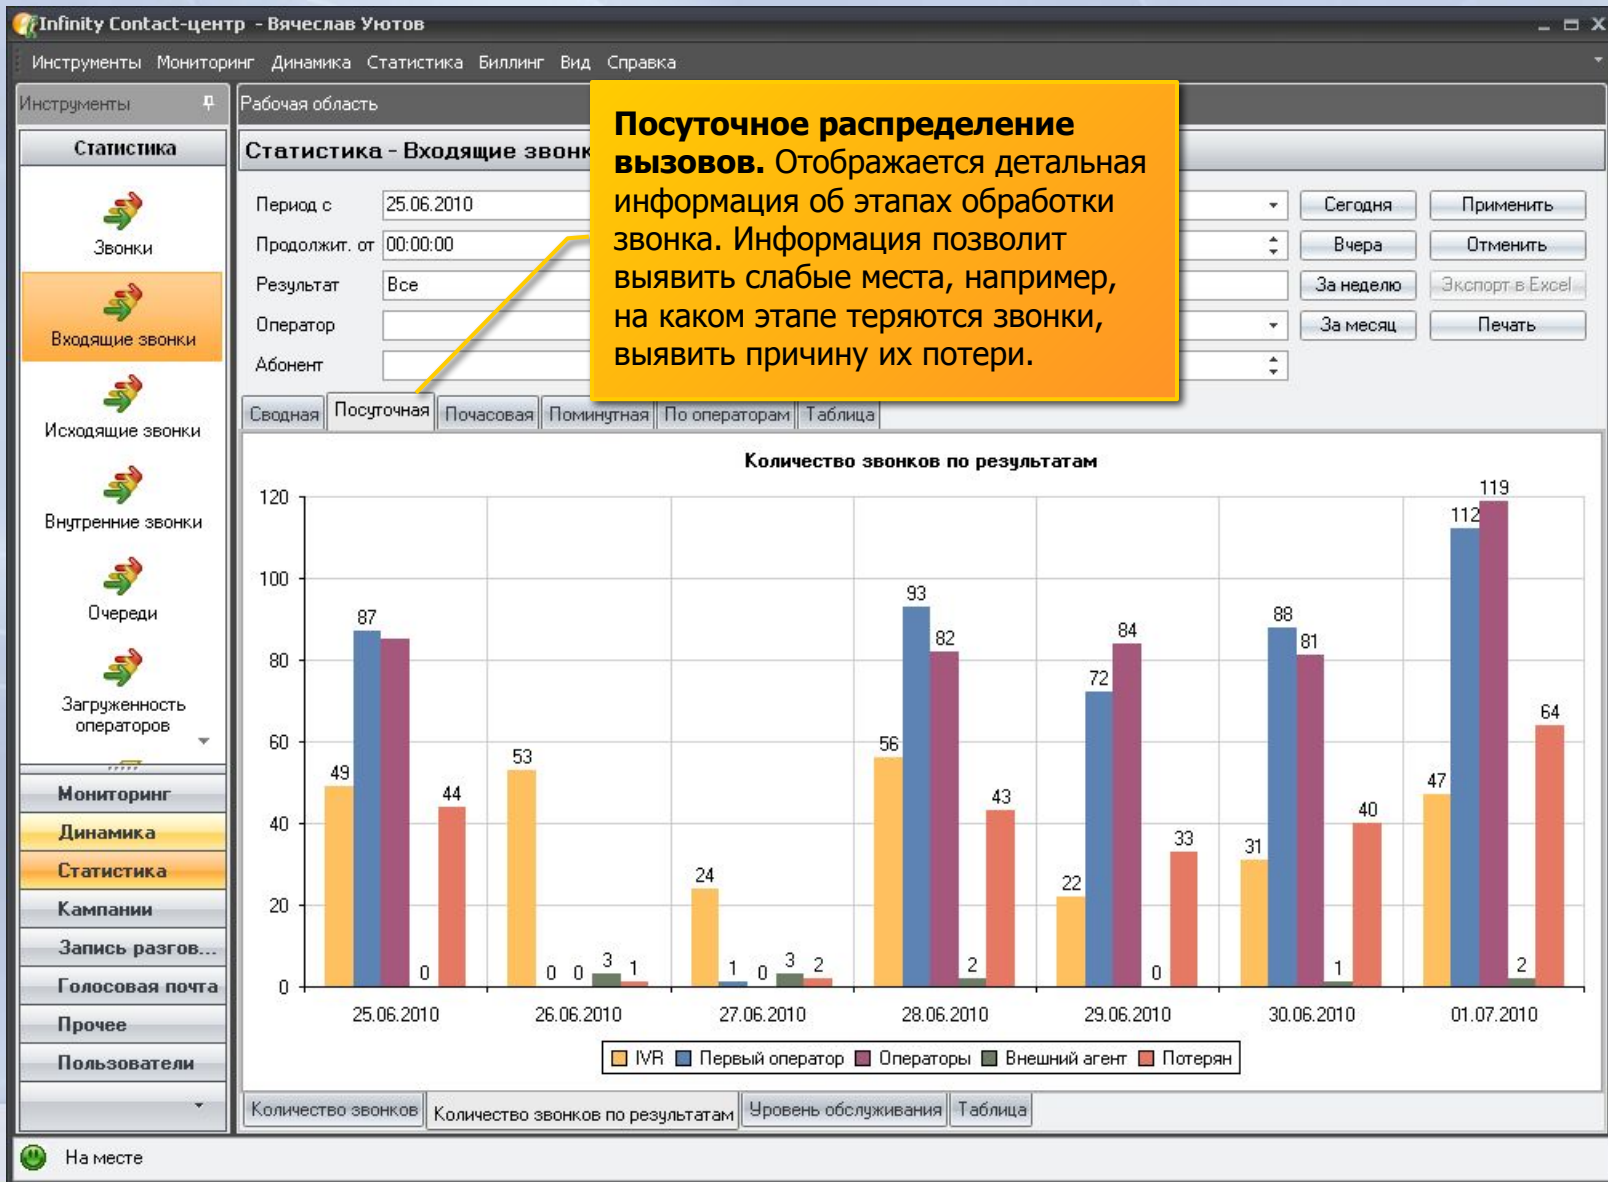 Infinity Contact-центр - Вячеслав Уютов
Инструменты Мониторинг Динамика Статистика Биллинг Вид Справка
Инструменты
Рабочая область
Статистика
Звонки
Входящие звонки
Исходящие звонки
Внутренние звонки
Очереди
Загруженность
операторов
Мониторинг
Динамика
Статистика
Кампании
Запись разгов...
Голосовая почта
Прочее
Пользователи
Статистика - Входящие звонк
Период с 25.06.2010
Продолжит. от 00:00:00
Результат Все
Оператор
Абонент
Посуточное распределение
вызовов. Отображается детальная
информация об этапах обработки
звонка. Информация позволит
выявить слабые места, например,
на каком этапе теряются звонки,
выявить причину их потери.
Сегодня Применить
Вчера Отменить
За неделю Экспорт в Excel
За месяц Печать
Сводная Посуточная Почасовая Поминутная По операторам Таблица
Количество звонков по результатам
120
100
80
60
40
20
0
49 87 0 44
53 0 0 3 1
24 1 0 3 2
56 93 82 2 43
22 72 84 0 33
31 88 81 1 40
47 112 119 2 64
25.06.2010 26.06.2010 27.06.2010 28.06.2010 29.06.2010 30.06.2010 01.07.2010
IVR Первый оператор Операторы Внешний агент Потерян
Количество звонков Количество звонков по результатам Уровень обслуживания Таблица
На месте